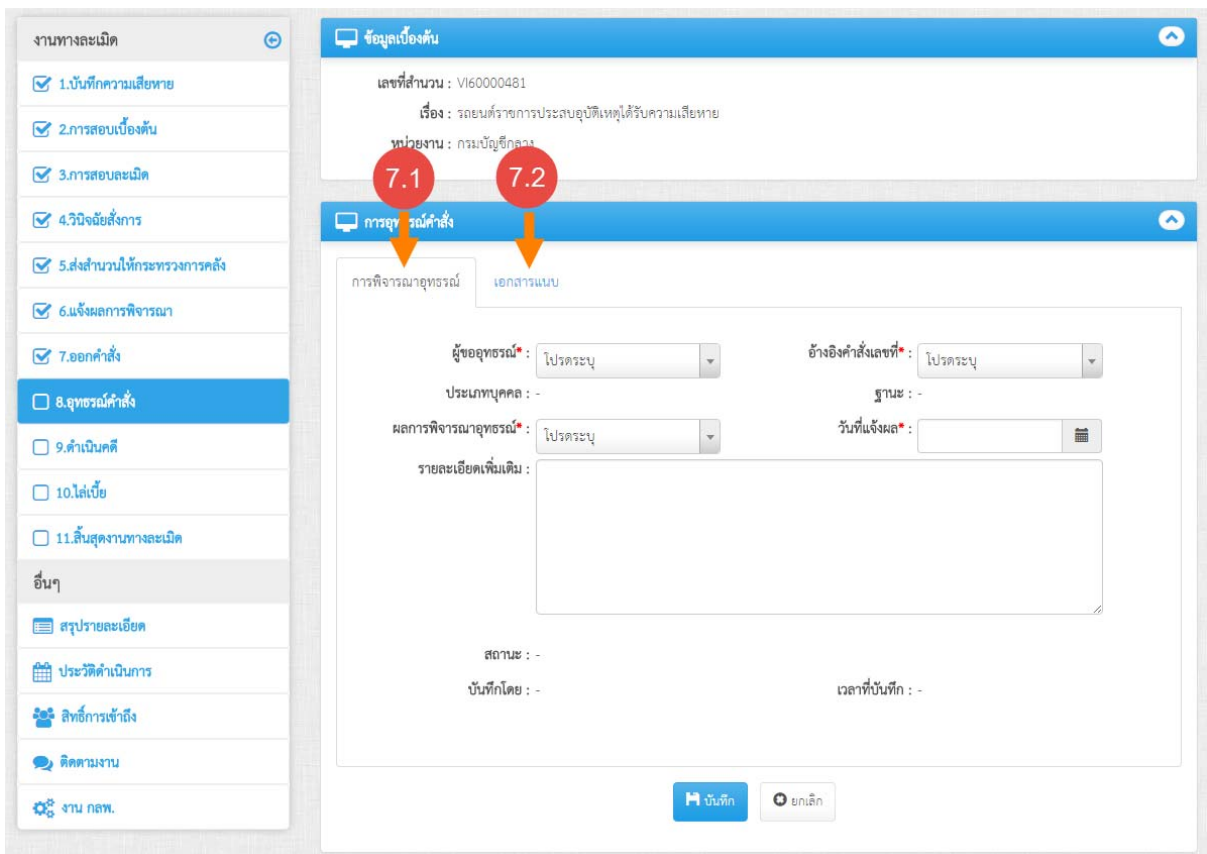 งานทางละเมิด
1.บันทึกความเสียหาย
2.การสอบเบื้องต้น
3.การสอบละเมิด
4.วินิจฉัยสั่งการ
5.ส่งสำนวนให้กระทรวงการคลัง
6.แจ้งผลการพิจารณา
7.ออกคำสั่ง
8.อุทธรณ์คำสั่ง
9.ดำเนินคดี
10.ไล่เบี้ย
11.สิ้นสุดงานทางละเมิด
อื่นๆ
สรุปรายละเอียด
ประวัติดำเนินการ
สิทธิ์การเข้าถึง
ติดตามงาน
งาน กลพ.
ข้อมูลเบื้องต้น
เลขที่สำนวน : VI60000481
เรื่อง : รถยนต์ราชการประสบอุบัติเหตุได้รับความเสียหาย
หน่วยงาน : กรมบัญชีกลาง
7.1 7.2
การอุทธรณ์คำสั่ง
การพิจารณาอุทธรณ์ เอกสารแนบ
ผู้ขออุทธรณ์* : โปรดระบุ อ้างอิงคำสั่งเลขที่* : โปรดระบุ
ประเภทบุคคล : - ฐานะ : -
ผลการพิจารณาอุทธรณ์* : โปรดระบุ วันที่แจ้งผล* :
รายละเอียดเพิ่มเติม :
สถานะ : -
บันทึกโดย : - เวลาที่บันทึก : -
บันทึก ยกเลิก